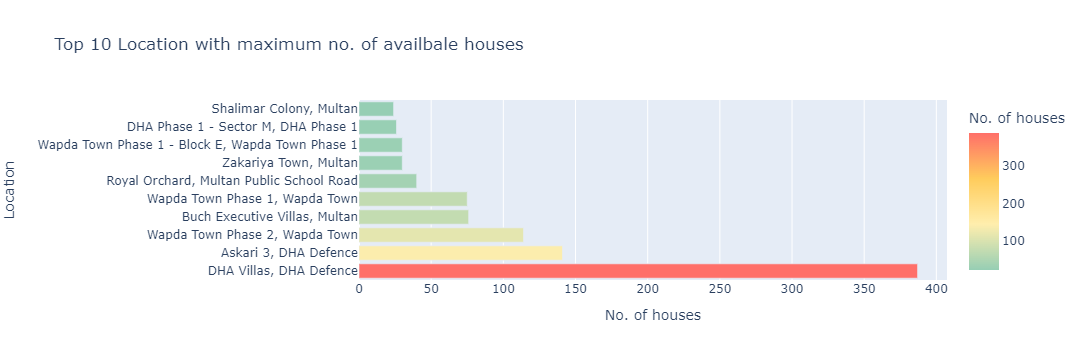 Top 10 Location with maximum no. of availbale houses
Location
Shalimar Colony, Multan
DHA Phase 1 - Sector M, DHA Phase 1
Wapda Town Phase 1 - Block E, Wapda Town Phase 1
Zakariya Town, Multan
Royal Orchard, Multan Public School Road
Wapda Town Phase 1, Wapda Town
Buch Executive Villas, Multan
Wapda Town Phase 2, Wapda Town
Askari 3, DHA Defence
DHA Villas, DHA Defence
0 50 100 150 200 250 300 350 400
No. of houses
No. of houses
300
200
100